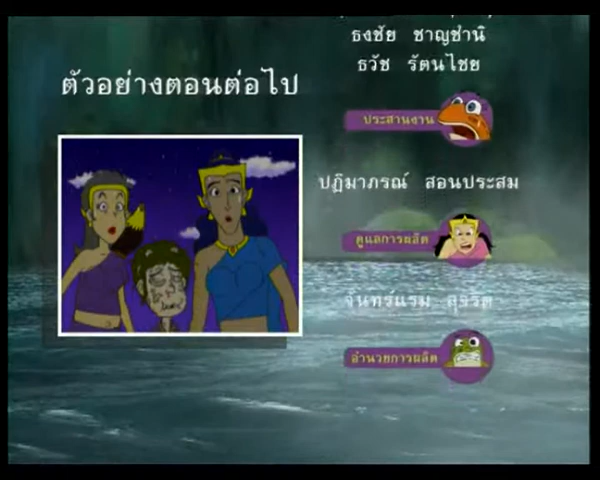 ธงชัย ชาญชำนิ
ธวัช รัตนไชย
ตัวอย่างตอนต่อไป
ประสานงาน
ปฏิมาภรณ์ สอนประสม
ดูแลการผลิต
จันทร์แรม
อำนวยการผลิต